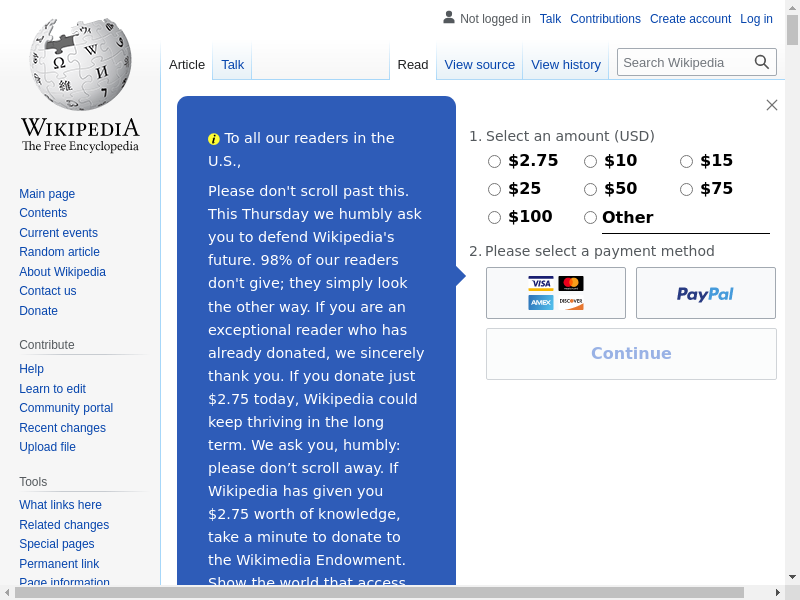 Not logged in Talk Contributions Create account Log in
Article Talk Read View source View history Search Wikipedia
WIKIPEDIA
The Free Encyclopedia
Main page
Contents
Current events
Random article
About Wikipedia
Contact us
Donate
Contribute
Help
Learn to edit
Community portal
Recent changes
Upload file
Tools
What links here
Related changes
Special pages
Permanent link
Page information
To all our readers in the
U.S.,
Please don't scroll past this.
This Thursday we humbly ask
you to defend Wikipedia's
future. 98% of our readers
don't give; they simply look
the other way. If you are an
exceptional reader who has
already donated, we sincerely
thank you. If you donate just
$2.75 today, Wikipedia could
keep thriving in the long
term. We ask you, humbly:
please don’t scroll away. If
Wikipedia has given you
$2.75 worth of knowledge,
take a minute to donate to
the Wikimedia Endowment.
Show the world that access
1. Select an amount (USD)
$2.75 $10 $15
$25 $50 $75
$100 Other
2. Please select a payment method
VISA MasterCard
AMEX DISCOVER
PayPal
Continue